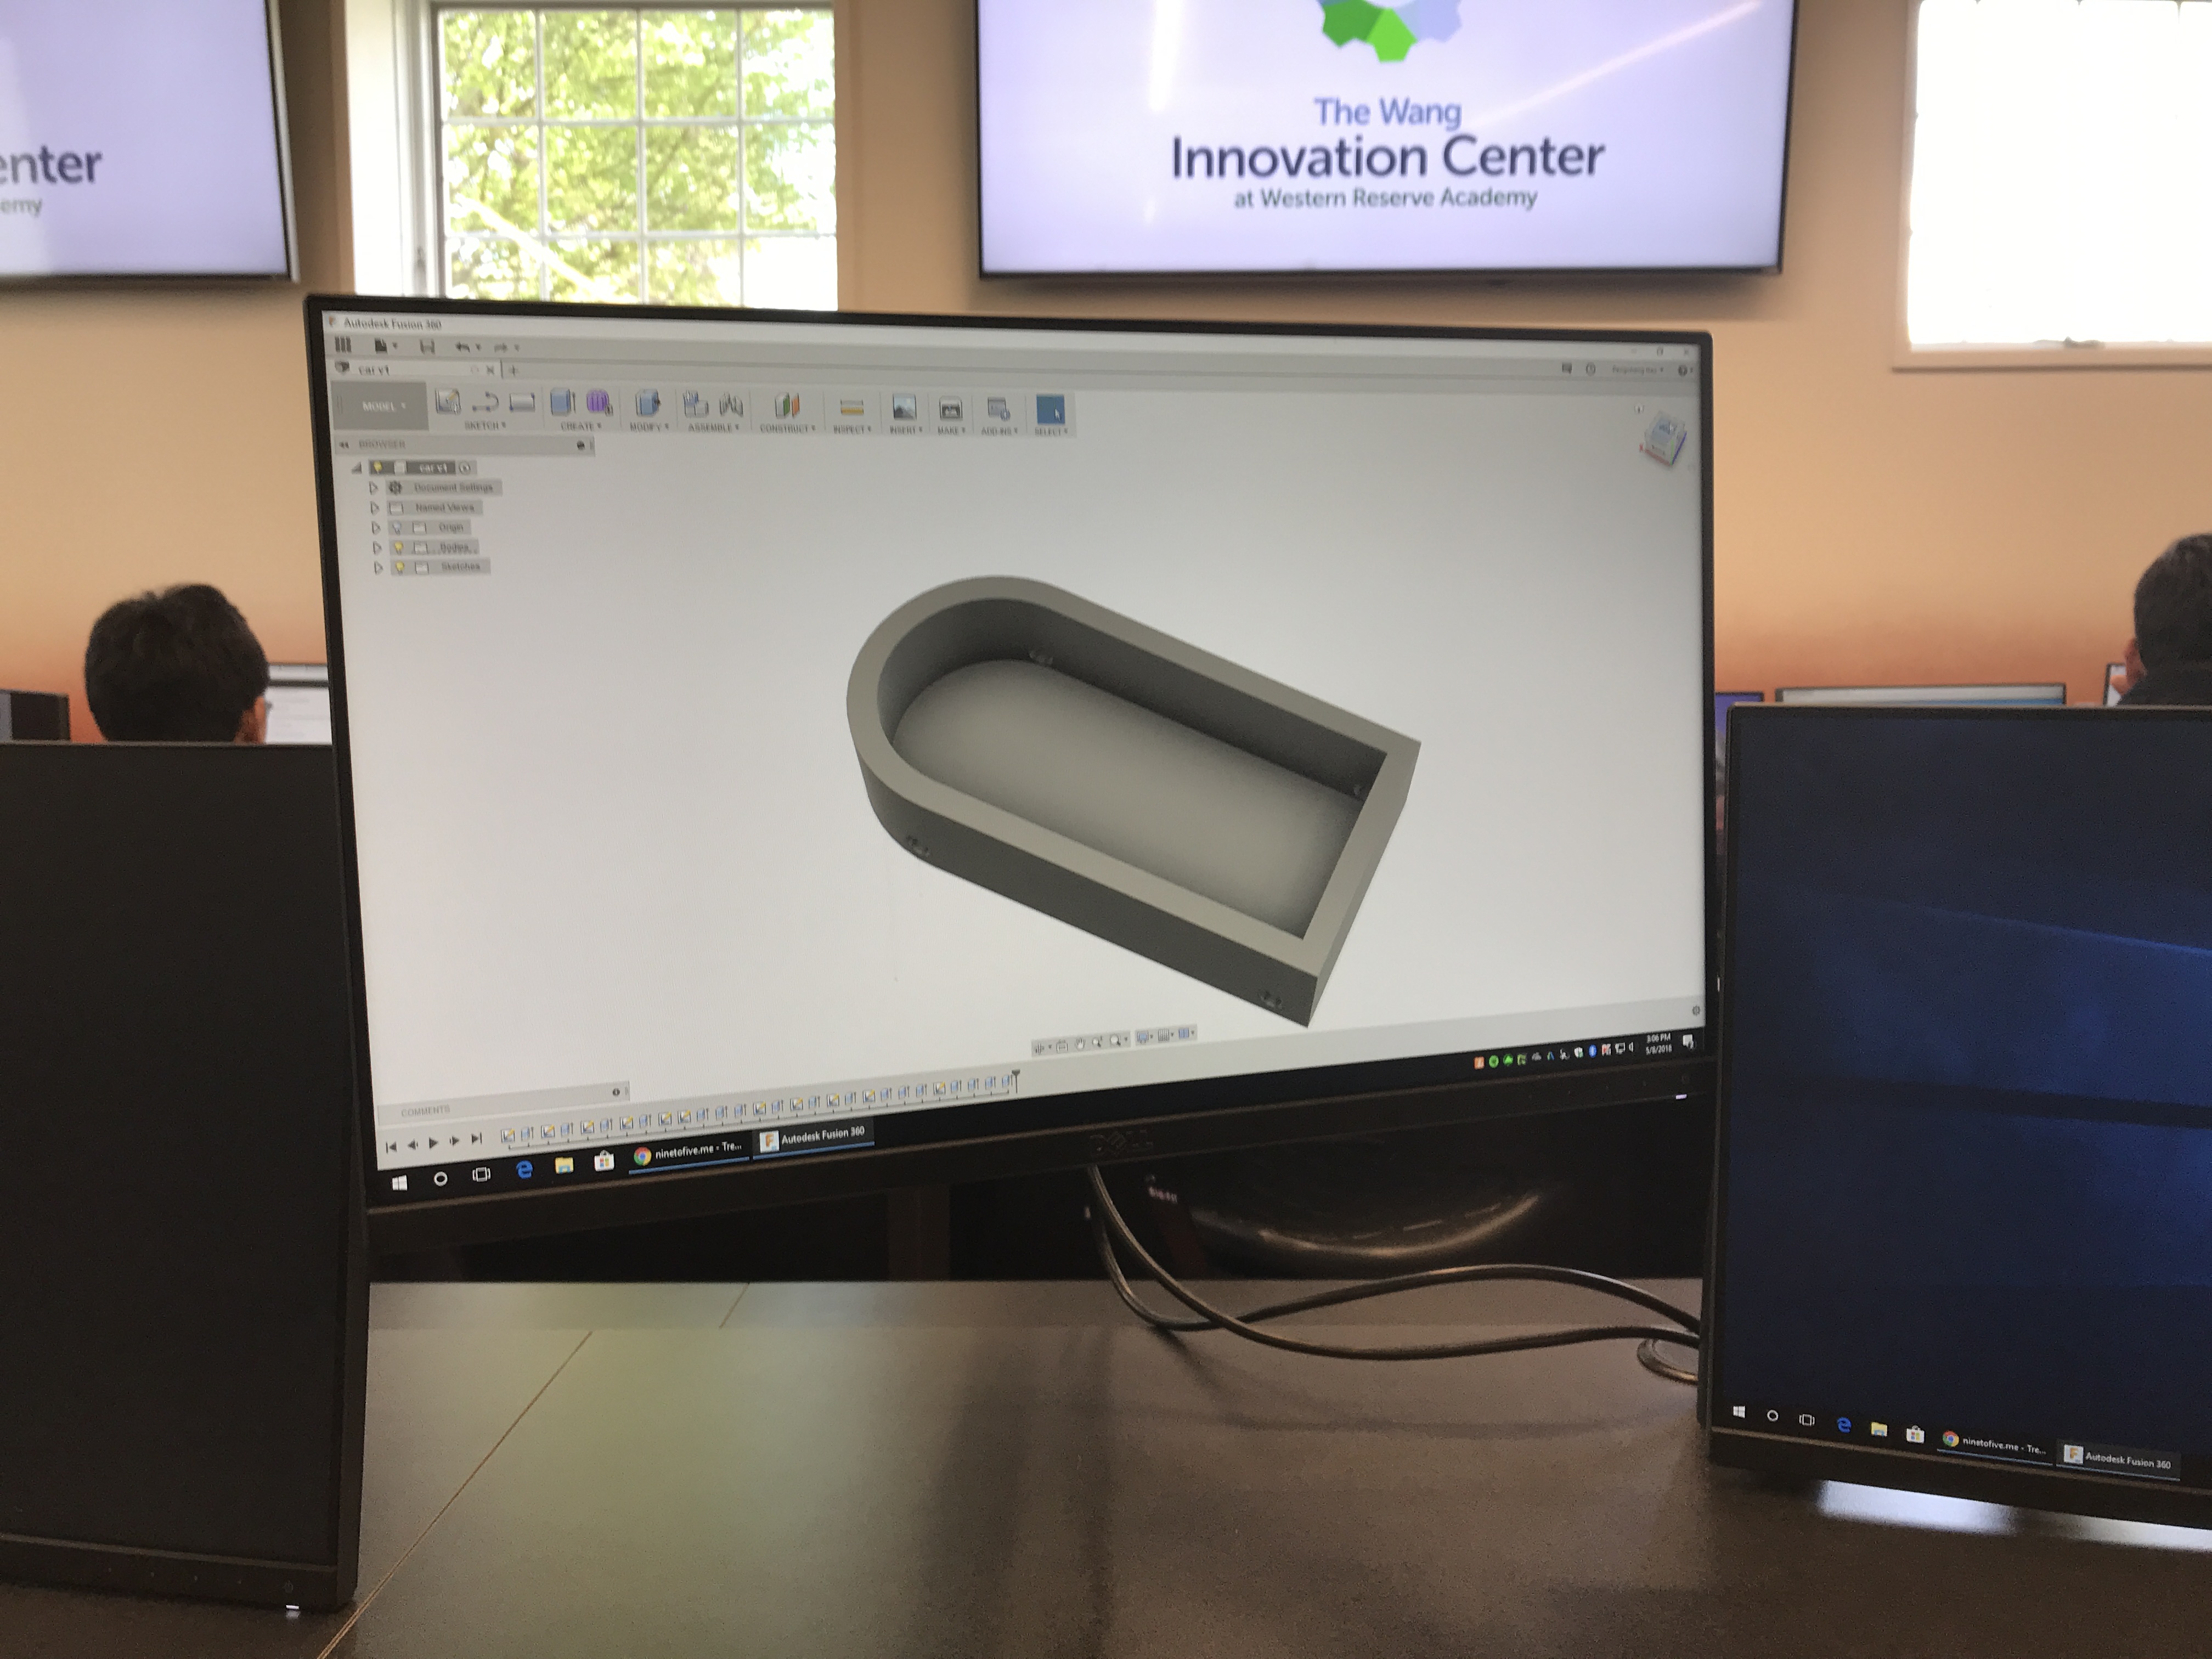 enter
emy
The Wang
Innovation Center
at Western Reserve Academy
Autodesk Fusion 360
car v1
MODEL
SKETCH
CREATE
MODIFY
ASSEMBLE
CONSTRUCT
INSPECT
INSERT
MAKE
ADD-INS
SELECT
BROWSER
car v1
Document Settings
Named Views
Origin
Bodies
Sketches
COMMENTS
3:06 PM
5/8/2018
ninetofive.me - Tre...
Autodesk Fusion 360
DELL
ninetofive.me - Tre...
Autodesk Fusion 360